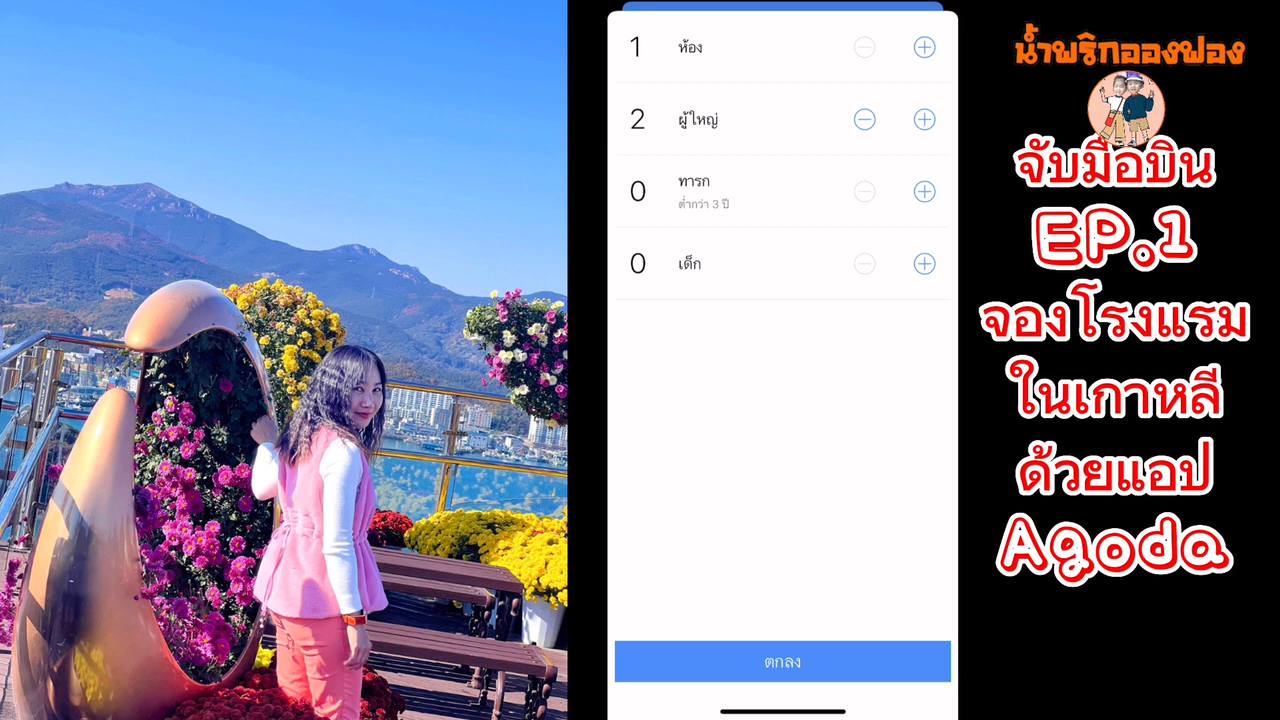 1 ห้อง
2 ผู้ใหญ่
0 ทารก
ต่ำกว่า 3 ปี
0 เด็ก
ตกลง
น้ำพริกอองฟอง
จับมือบิน
EP.1
จองโรงแรม
ในเกาหลี
ด้วยแอป
Agoda